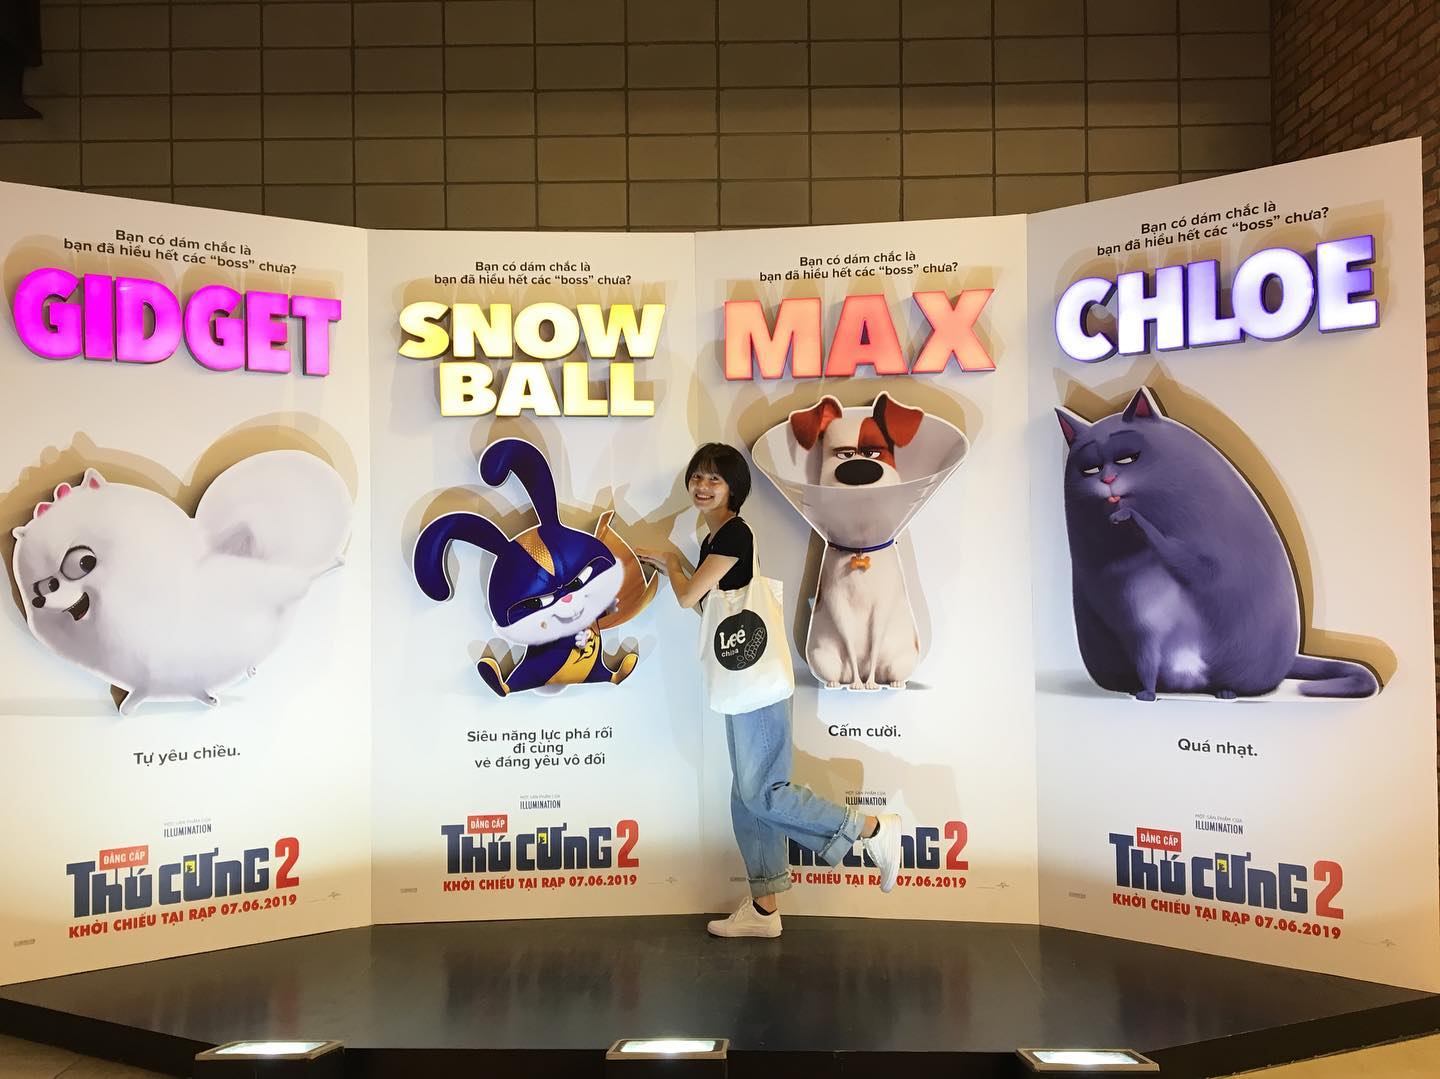 Bạn có dám chắc là
bạn đã hiểu hết các “boss” chưa?
GIDGET
Tự yêu chiều.
MỘT SẢN PHẨM CỦA
ILLUMINATION
ĐẲNG CẤP
THÚ CƯNG 2
KHỞI CHIẾU TẠI RẠP 07.06.2019
Bạn có dám chắc là
bạn đã hiểu hết các “boss” chưa?
SNOW
BALL
Siêu năng lực phá rối
đi cùng
vẻ đáng yêu vô đối
MỘT SẢN PHẨM CỦA
ILLUMINATION
ĐẲNG CẤP
THÚ CƯNG 2
KHỞI CHIẾU TẠI RẠP 07.06.2019
Lee
china
Bạn có dám chắc là
bạn đã hiểu hết các “boss” chưa?
MAX
Cấm cười.
ILLUMINATION
2
RẠP 07.06.2019
Bạn có dám chắc là
bạn đã hiểu hết các “boss” chưa?
CHLOE
Quá nhạt.
MỘT SẢN PHẨM CỦA
ILLUMINATION
ĐẲNG CẤP
THÚ CƯNG 2
KHỞI CHIẾU TẠI RẠP 07.06.2019